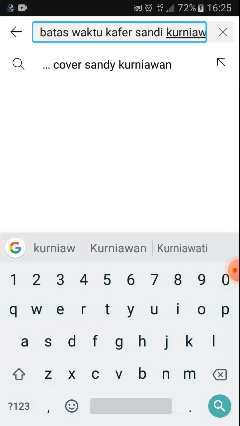 72% 16:25
batas waktu kafer sandi kurniaw
... cover sandy kurniawan
kurniaw Kurniawan Kurniawati
1 2 3 4 5 6 7 8 9 0
q w e r t y u i o p
a s d f g h j k l
z x c v b n m
?123 , .